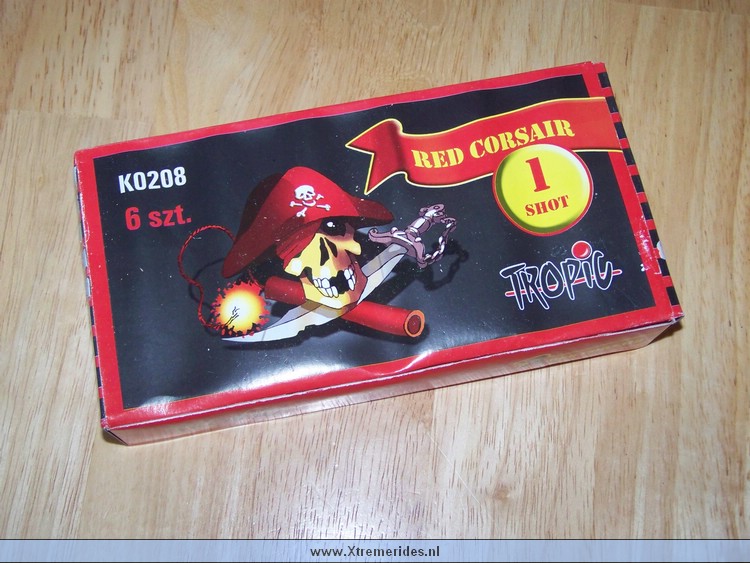 K0208
6 szt.
RED CORSAIR
1
SHOT
TROPIC
www.Xtremerides.nl